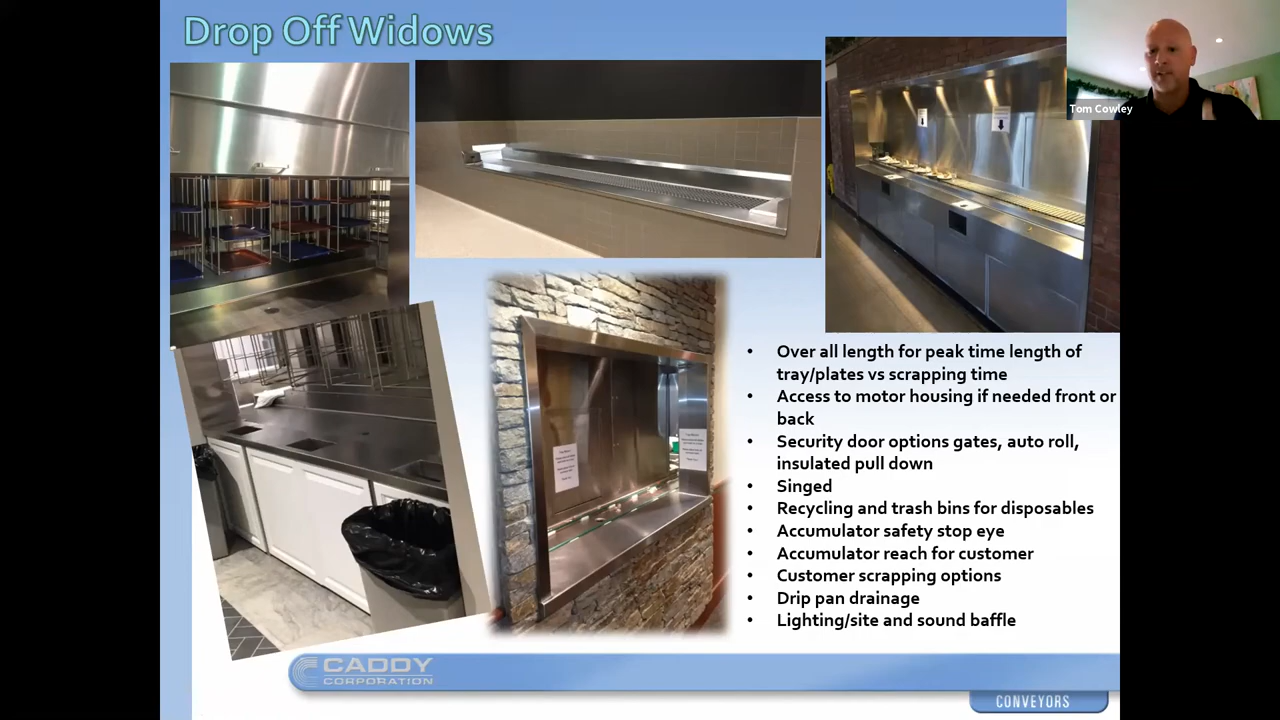 Drop Off Widows
Tom Cowley
• Over all length for peak time length of
tray/plates vs scrapping time
• Access to motor housing if needed front or
back
• Security door options gates, auto roll,
insulated pull down
• Singed
• Recycling and trash bins for disposables
• Accumulator safety stop eye
• Accumulator reach for customer
• Customer scrapping options
• Drip pan drainage
• Lighting/site and sound baffle
CADDY
CORPORATION
CONVEYORS